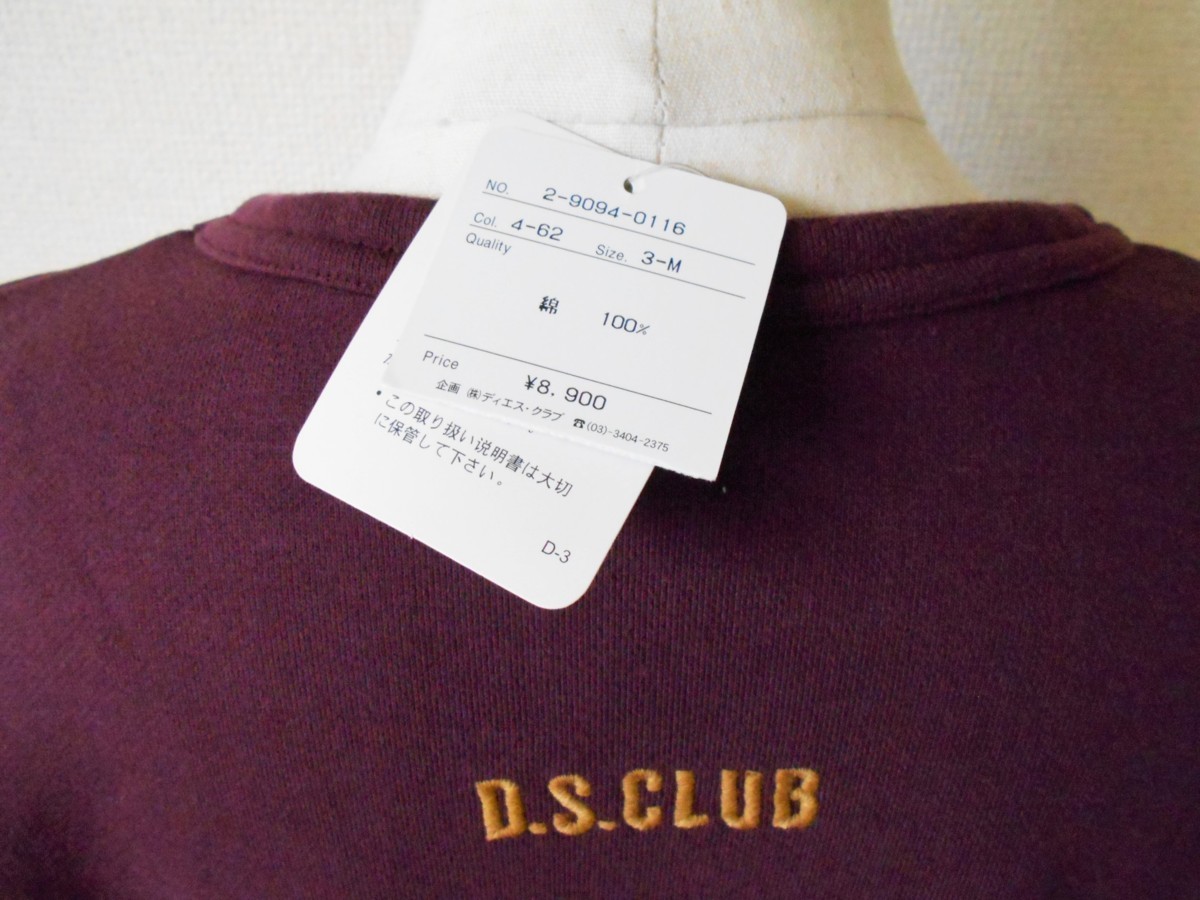 NO. 2-9094-0116
Col. 4-62 Size. 3-M
Quality
綿 100%
Price ¥8,900
企画 ㈱ディエス・クラブ ☎(03)-3404-2375
・この取り扱い说明書は大切
に保管して下さい。
D-3
D.S.CLUB